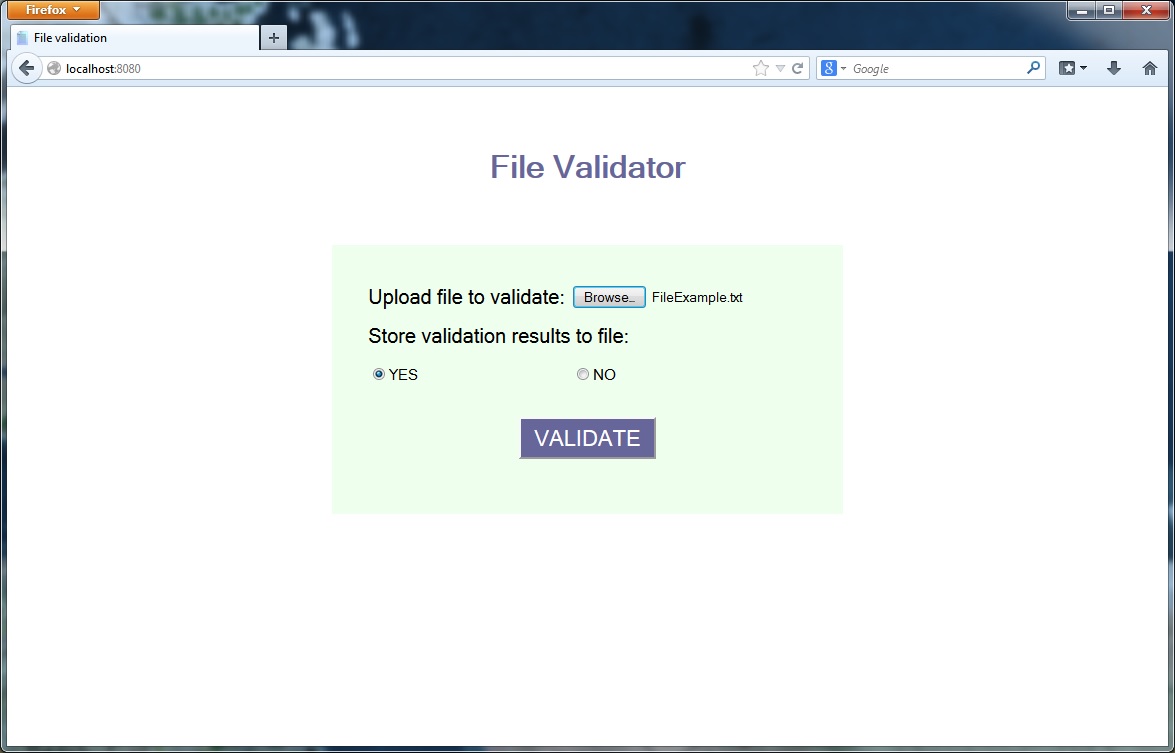 Firefox
File validation
localhost:8080
Google
File Validator
Upload file to validate: Browse.. FileExample.txt
Store validation results to file:
YES NO
VALIDATE